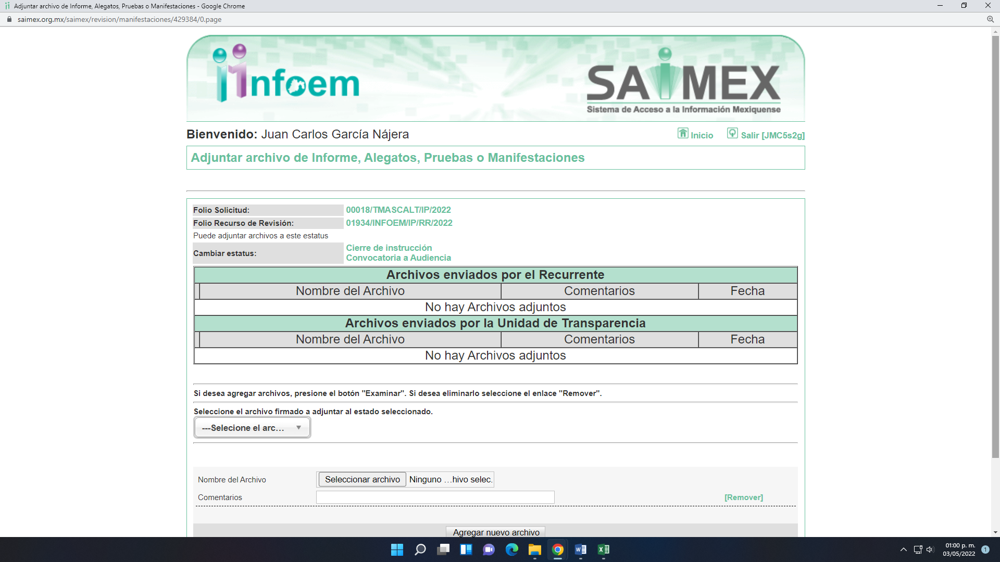 Adjuntar archivo de Informe, Alegatos, Pruebas o Manifestaciones - Google Chrome
saimex.org.mx/saimex/revision/manifestaciones/429384/0.page
infoem
SAiMEX
Sistema de Acceso a la Información Mexiquense
Bienvenido: Juan Carlos García Nájera
Inicio
Salir [JMC5s2g]
Adjuntar archivo de Informe, Alegatos, Pruebas o Manifestaciones
Folio Solicitud: 00018/TMASCALT/IP/2022
Folio Recurso de Revisión: 01934/INFOEM/IP/RR/2022
Puede adjuntar archivos a este estatus
Cambiar estatus:
Cierre de instrucción
Convocatoria a Audiencia
Archivos enviados por el Recurrente
Nombre del Archivo Comentarios Fecha
No hay Archivos adjuntos
Archivos enviados por la Unidad de Transparencia
Nombre del Archivo Comentarios Fecha
No hay Archivos adjuntos
Si desea agregar archivos, presione el botón "Examinar". Si desea eliminarlo seleccione el enlace "Remover".
Seleccione el archivo firmado a adjuntar al estado seleccionado.
---Selecione el arc...
Nombre del Archivo Seleccionar archivo Ninguno ...hivo selec.
Comentarios [Remover]
Agregar nuevo archivo
01:00 p. m.
03/05/2022
1